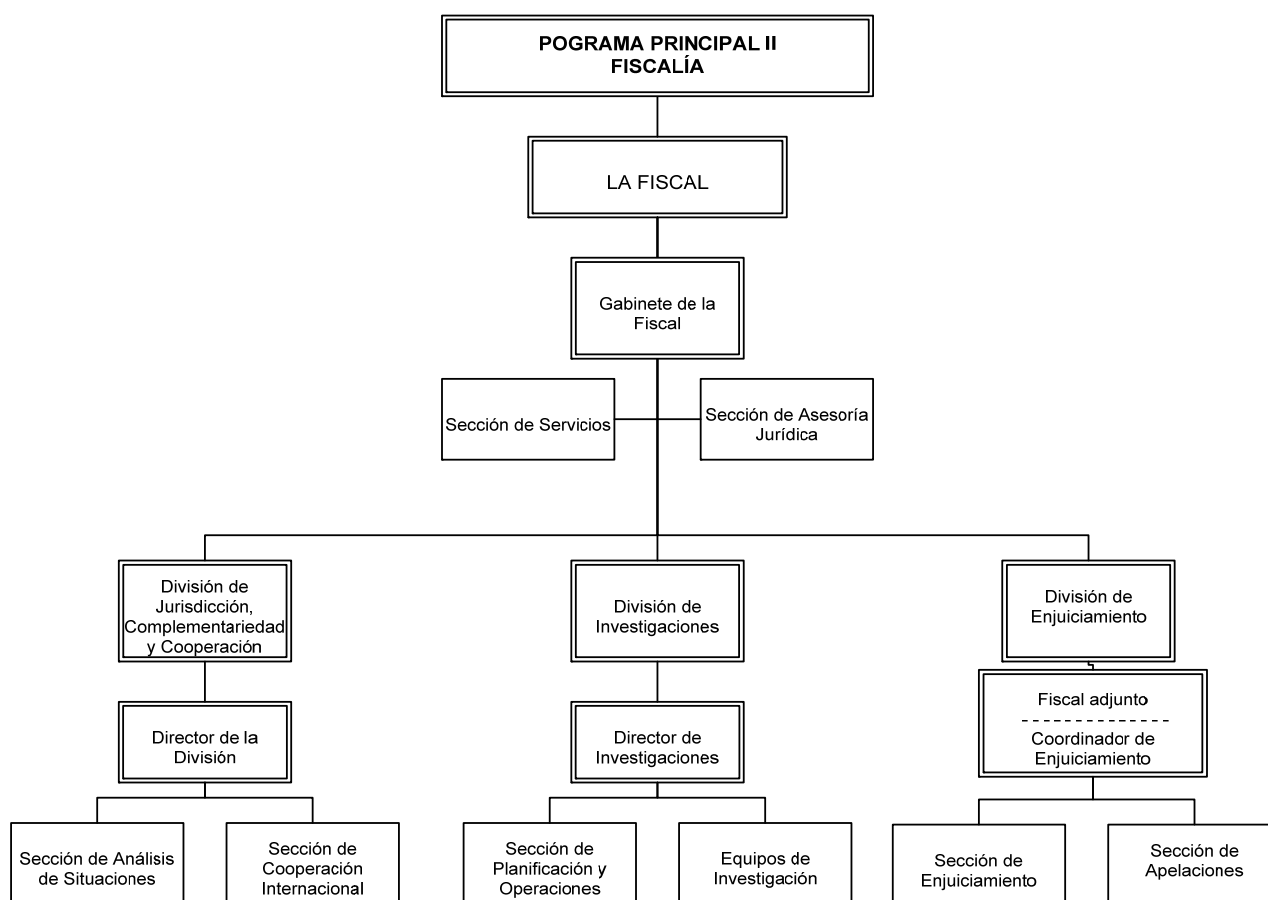 POGRAMA PRINCIPAL II
FISCALÍA
LA FISCAL
Gabinete de la
Fiscal
Sección de Servicios
Sección de Asesoría
Jurídica
División de
Jurisdicción,
Complementariedad
y Cooperación
División de
Investigaciones
División de
Enjuiciamiento
Director de la
División
Director de
Investigaciones
Fiscal adjunto
Coordinador de
Enjuiciamiento
Sección de Análisis
de Situaciones
Sección de
Cooperación
Internacional
Sección de
Planificación y
Operaciones
Equipos de
Investigación
Sección de
Enjuiciamiento
Sección de
Apelaciones